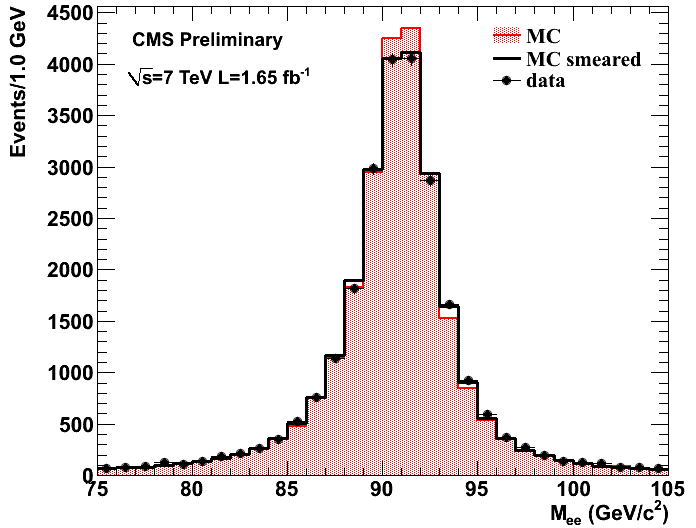 CMS Preliminary
√s=7 TeV L=1.65 fb⁻¹
MC
MC smeared
data
Events/1.0 GeV
4500
4000
3500
3000
2500
2000
1500
1000
500
0
75 80 85 90 95 100 105
Mₑₑ (GeV/c²)